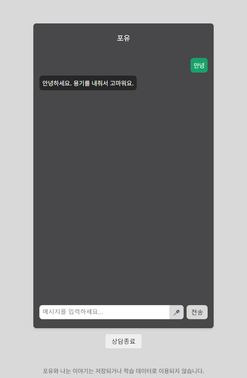 포유
안녕
안녕하세요. 용기를 내줘서 고마워요.
메시지를 입력하세요...
전송
상담종료
포유와 나눈 이야기는 저장되거나 학습 데이터로 이용되지 않습니다.